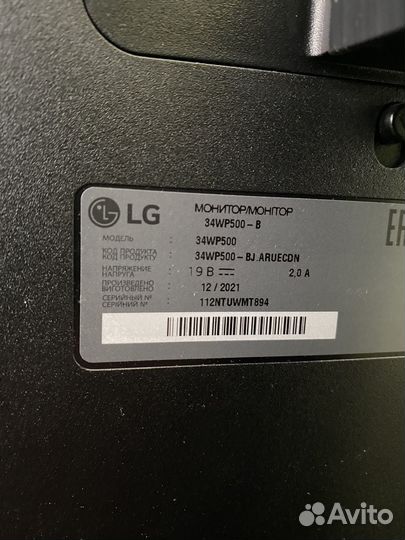 LG
МОНИТОР/МОНІТОР
34WP500-B
МОДЕЛЬ : 34WP500
КОД ПРОДУКТА
КОД ПРОДУКТУ : 34WP500-BJ.ARUECDN
НАПРЯЖЕНИЕ
НАПРУГА : 19 В 2,0 А
ПРОИЗВЕДЕНО
ВИГОТОВЛЕНО : 12 / 2021
СЕРИЙНЫЙ №
СЕРІЙНИЙ № : 112NTUWMT894
Avito